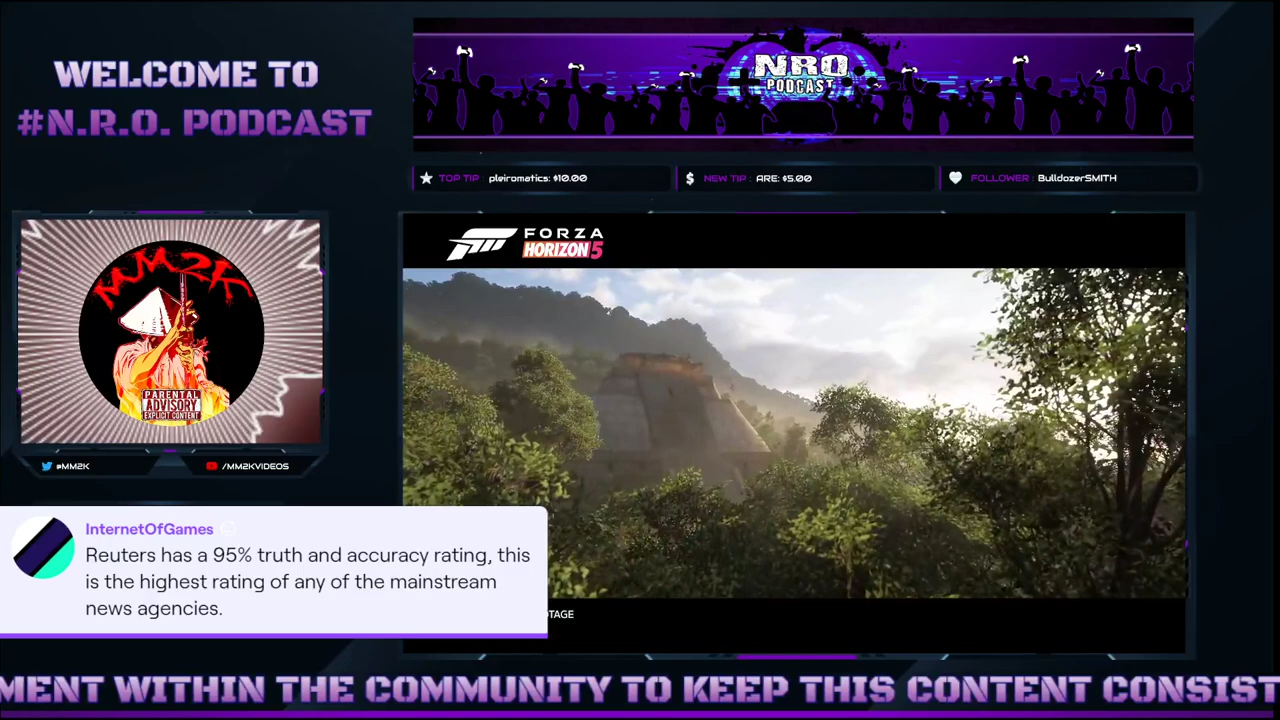 WELCOME TO
#N.R.O. PODCAST
NRO
PODCAST
TOP TIP : pleiromatics: $10.00
NEW TIP : ARE: $5.00
FOLLOWER : BulldozerSMITH
MM2K
PARENTAL
ADVISORY
EXPLICIT CONTENT
@MM2K
/MM2KVIDEOS
FORZA
HORIZON 5
InternetOfGames
Reuters has a 95% truth and accuracy rating, this
is the highest rating of any of the mainstream
news agencies.
OTAGE
MENT WITHIN THE COMMUNITY TO KEEP THIS CONTENT CONSIST